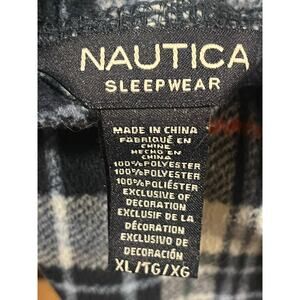 NAUTICA
SLEEPWEAR
MADE IN CHINA
FABRIQUÉ EN
CHINE
HECHO EN
CHINA
100%POLYESTER
100%POLYESTER
100%POLIÉSTER
EXCLUSIVE OF
DECORATION
EXCLUSIF DE LA
DÉCORATION
EXCLUSIVO DE
DECORACIÓN
XL/TG/XG